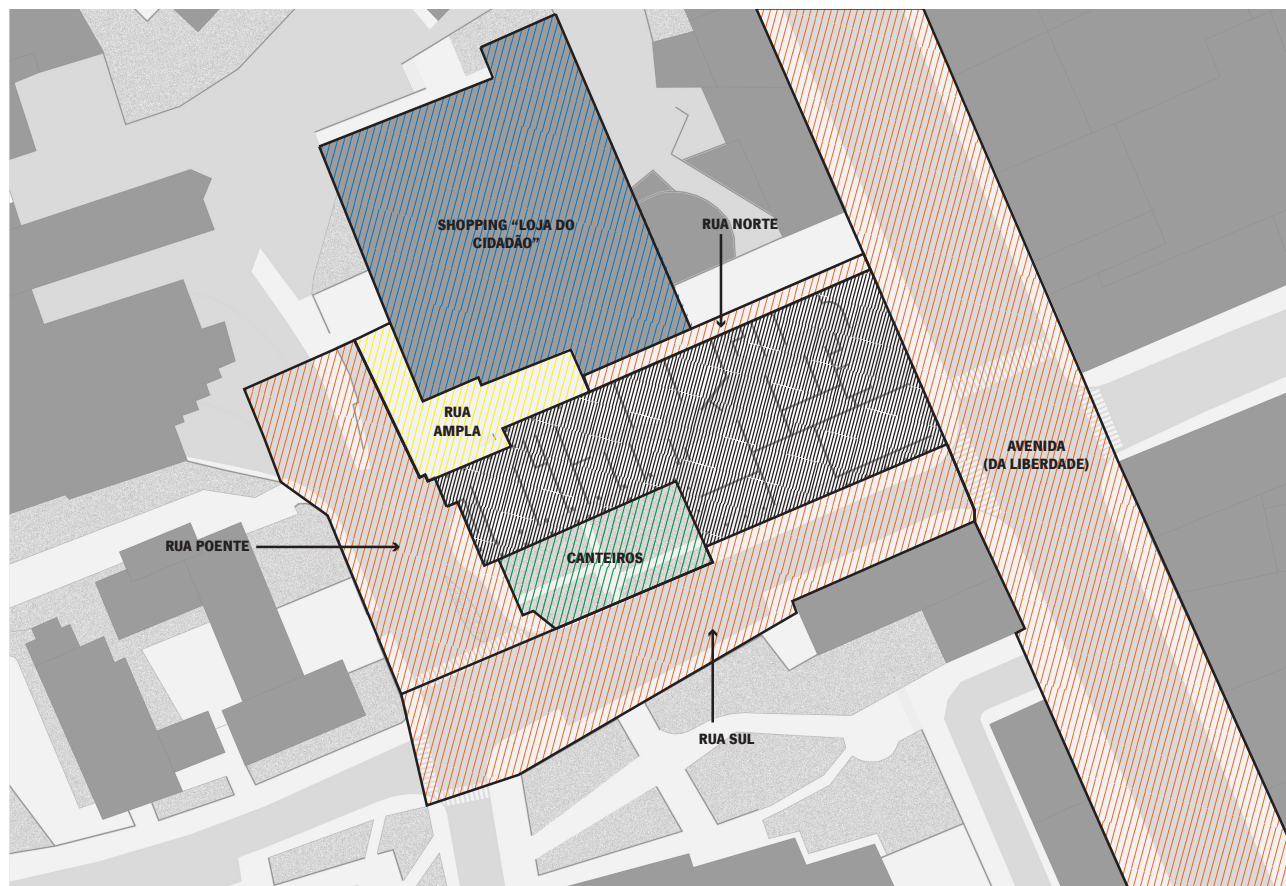 SHOPPING “LOJA DO
CIDADÃO”
RUA NORTE
RUA
AMPLA
AVENIDA
(DA LIBERDADE)
RUA POENTE
CANTEIROS
RUA SUL